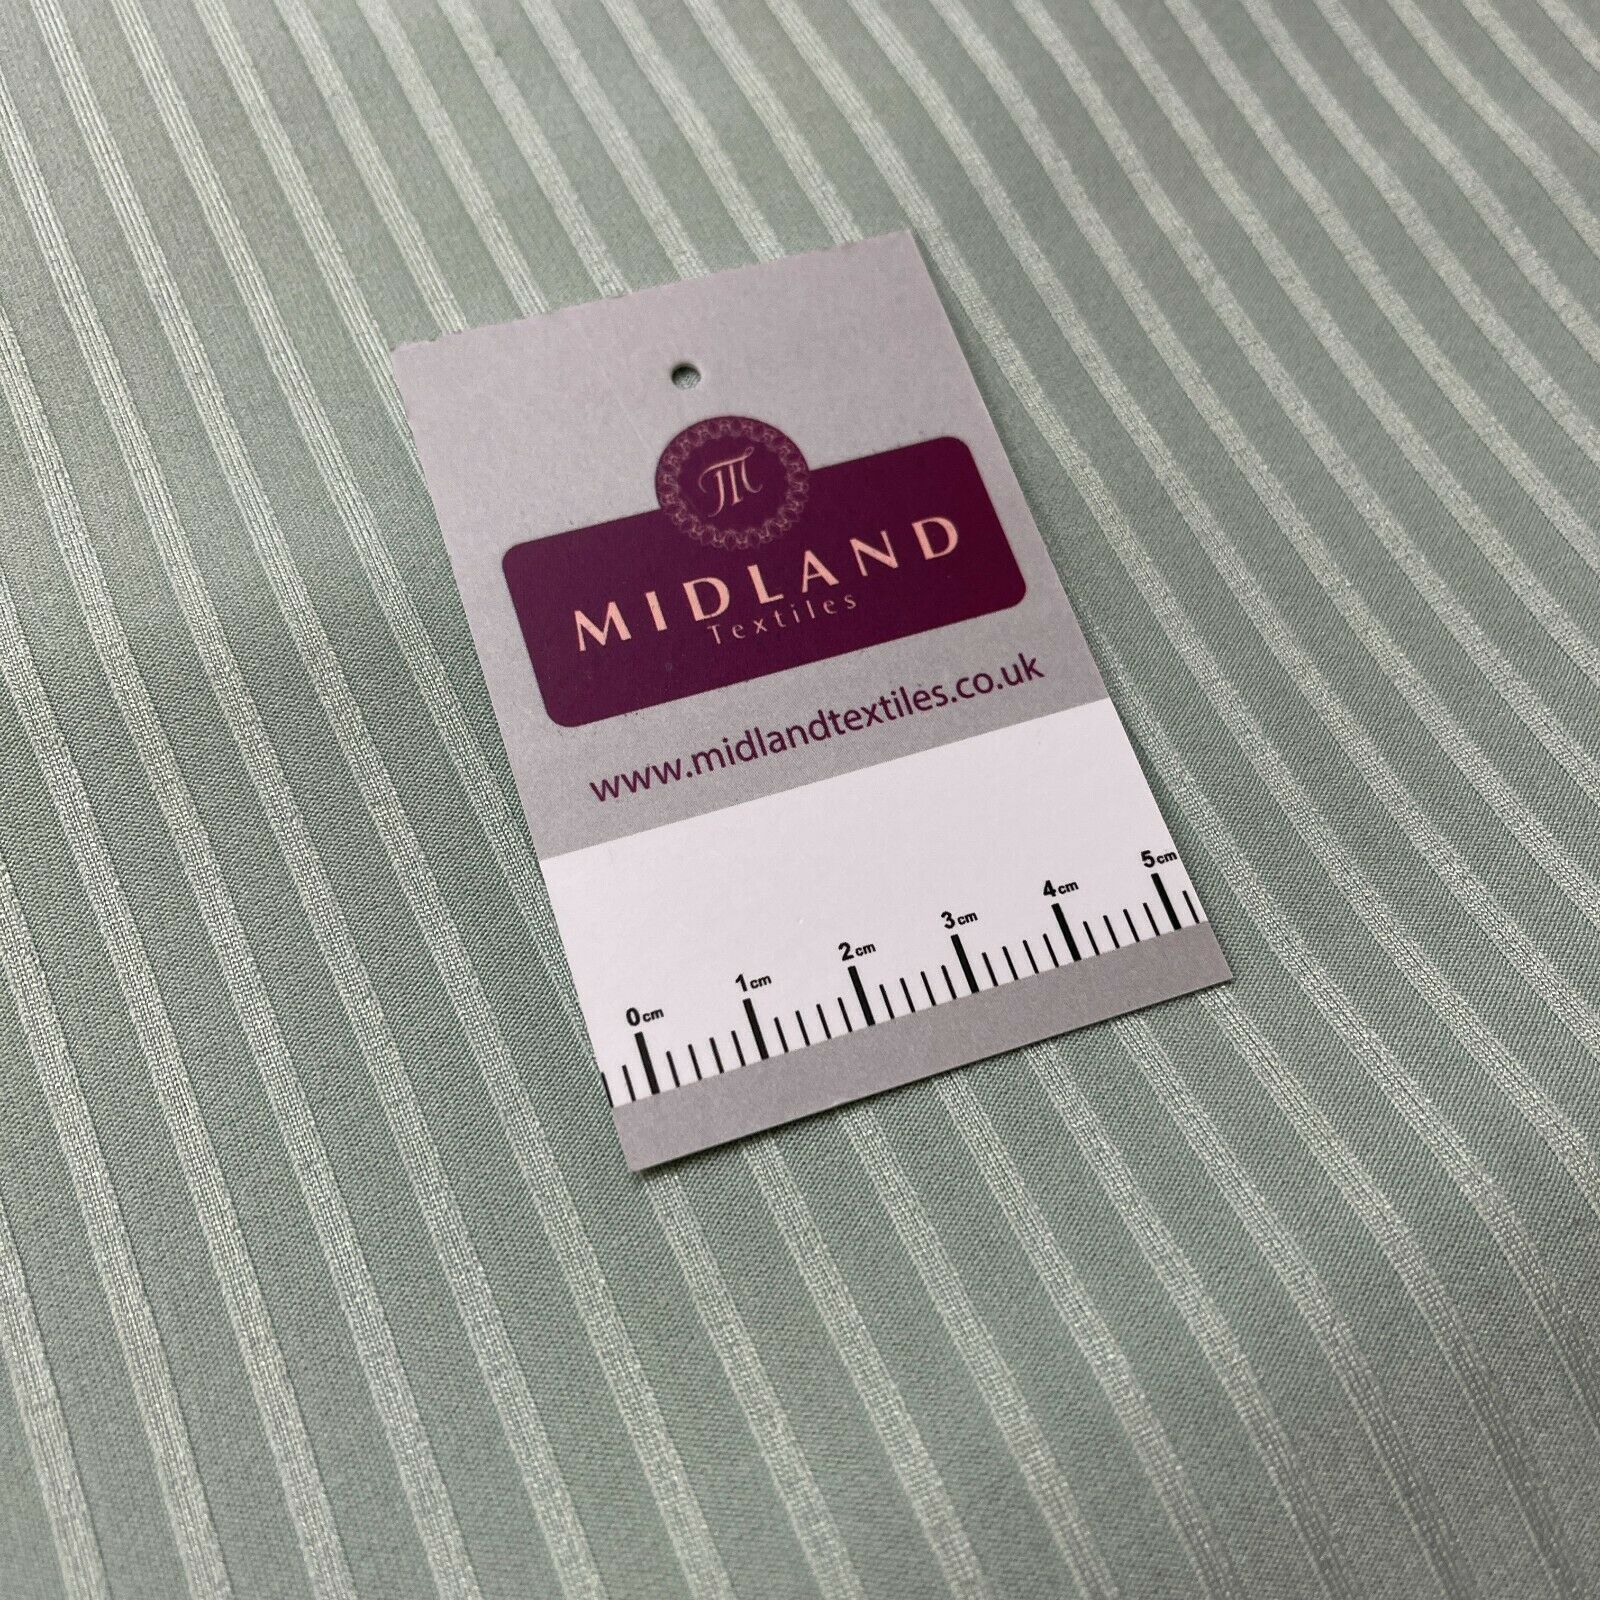 MIDLAND
Textiles
www.midlandtextiles.co.uk
0cm 1cm 2cm 3cm 4cm 5cm